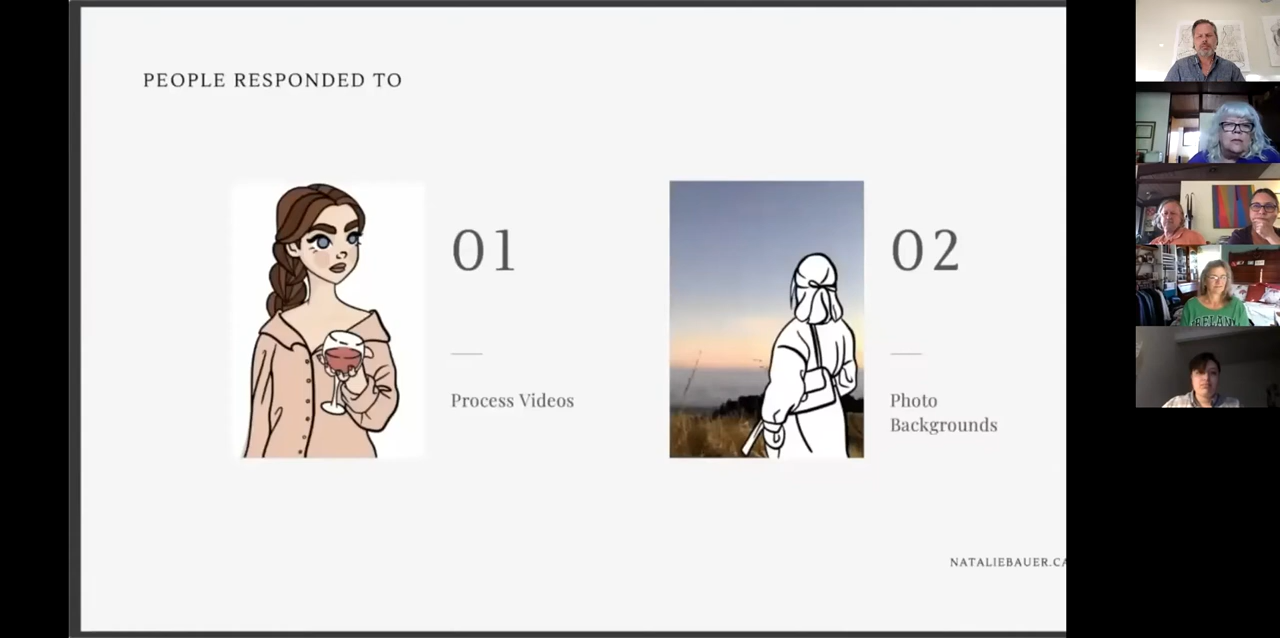 PEOPLE RESPONDED TO
01
Process Videos
02
Photo
Backgrounds
NATALIEBAUER.CA